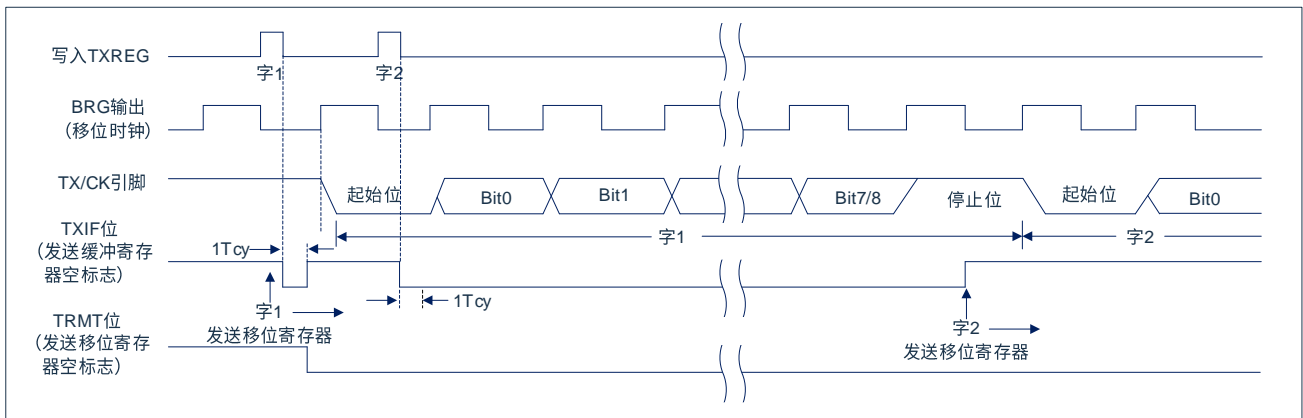 写入TXREG
字1
字2
BRG输出
（移位时钟）
TX/CK引脚
起始位
Bit0
Bit1
Bit7/8
停止位
起始位
Bit0
TXIF位
（发送缓冲寄存
器空标志）
1Tcy
字1
字2
1Tcy
字1
发送移位寄存器
字2
发送移位寄存器
TRMT位
（发送移位寄存
器空标志）